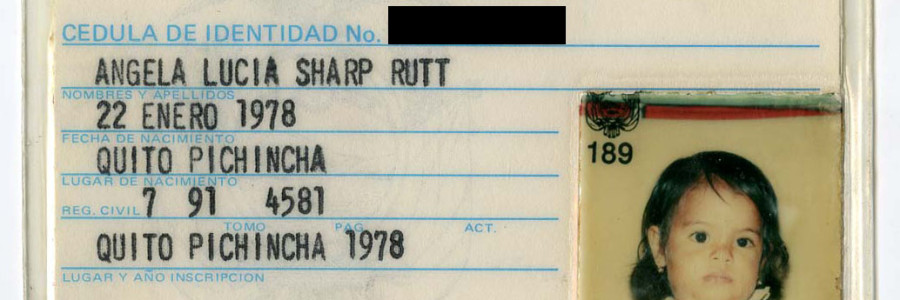 CEDULA DE IDENTIDAD No.
ANGELA LUCIA SHARP RUTT
NOMBRES Y APELLIDOS
22 ENERO 1978
FECHA DE NACIMIENTO
QUITO PICHINCHA
LUGAR DE NACIMIENTO
REG. CIVIL 7 91 4581
TOMO PAG. ACT.
QUITO PICHINCHA 1978
LUGAR Y AÑO INSCRIPCION
189